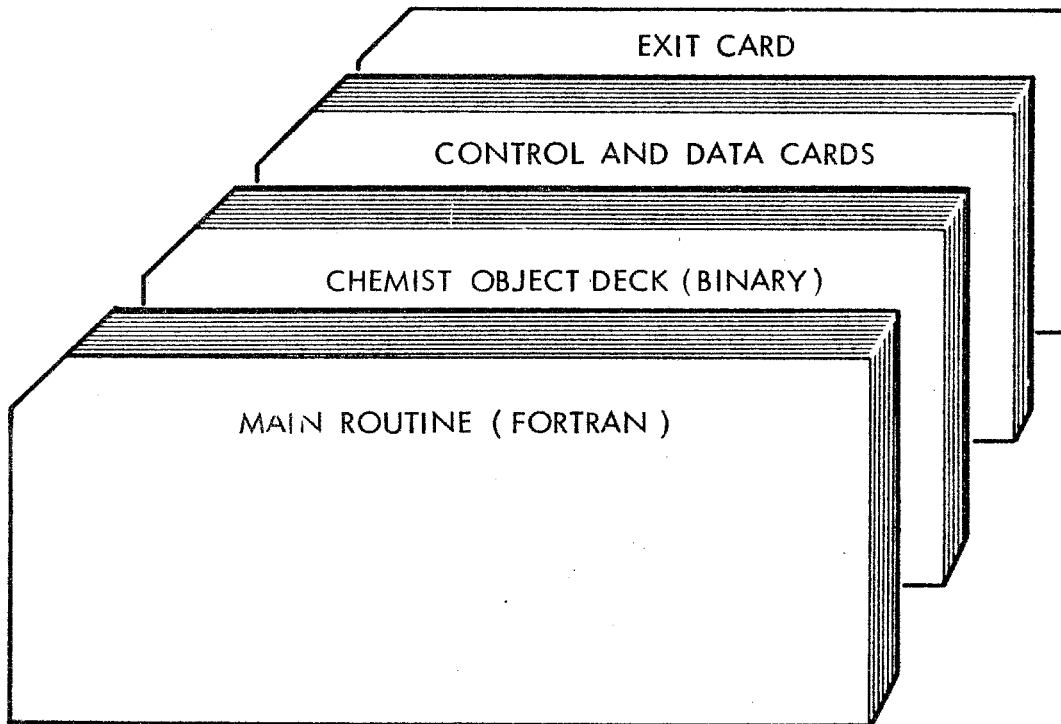 EXIT CARD
CONTROL AND DATA CARDS
CHEMIST OBJECT DECK (BINARY)
MAIN ROUTINE (FORTRAN)